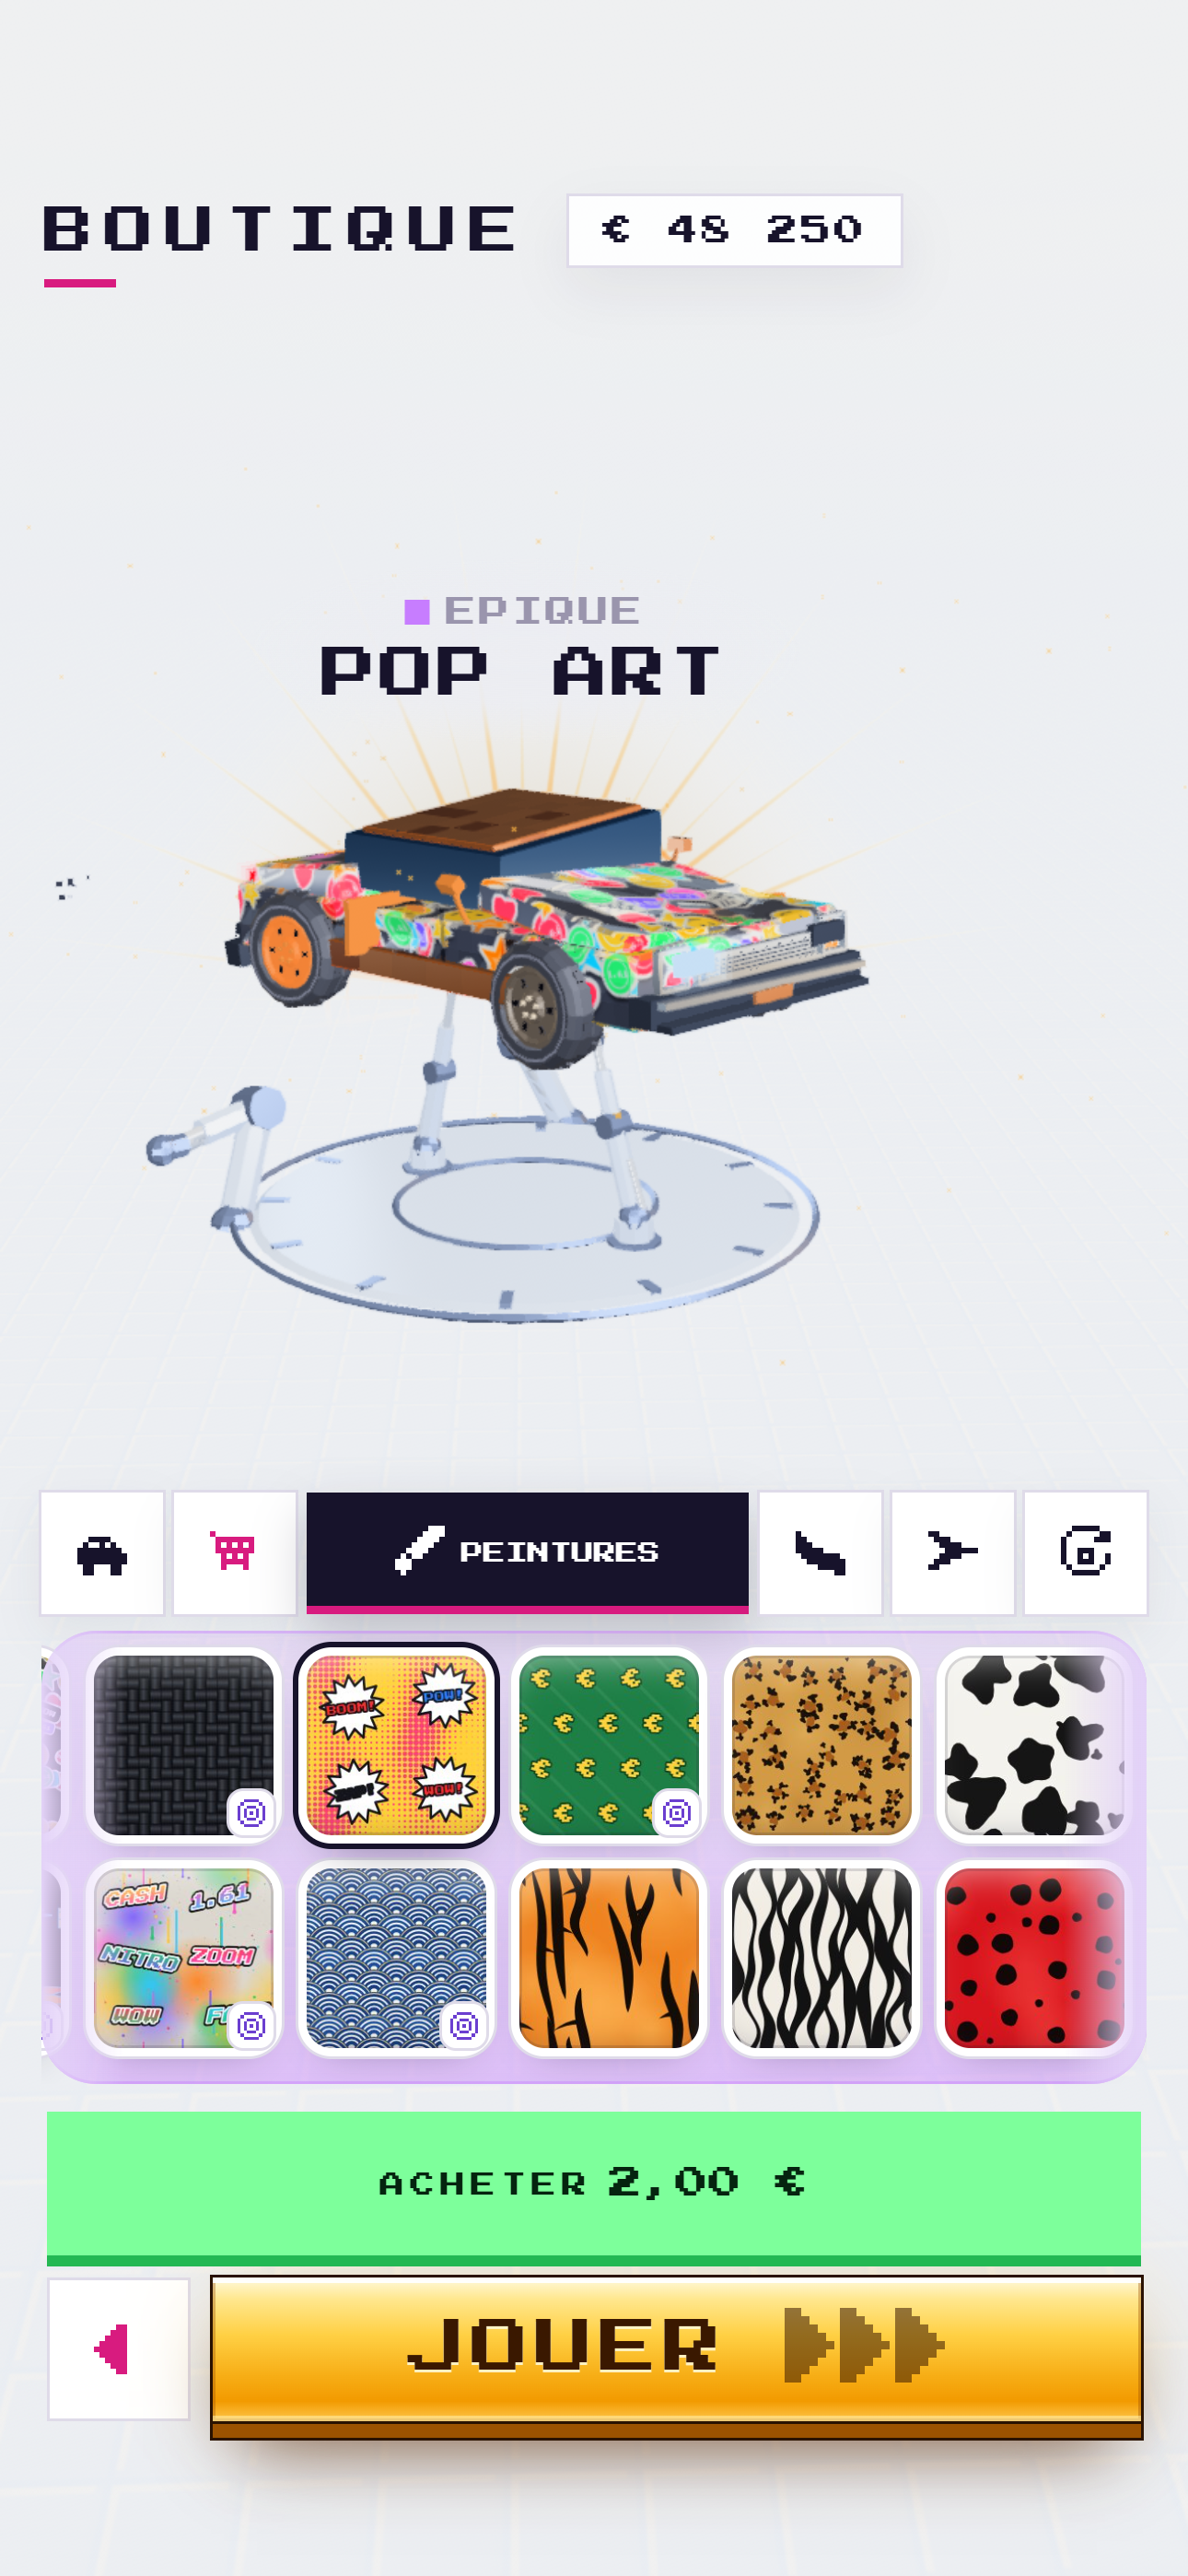 BOUTIQUE
€ 48 250
EPIQUE
POP ART
PEINTURES
BOOM!
POW!
WOW!
CASH
1.61
NITRO
ZOOM
WOW
ACHETER 2,00 €
JOUER